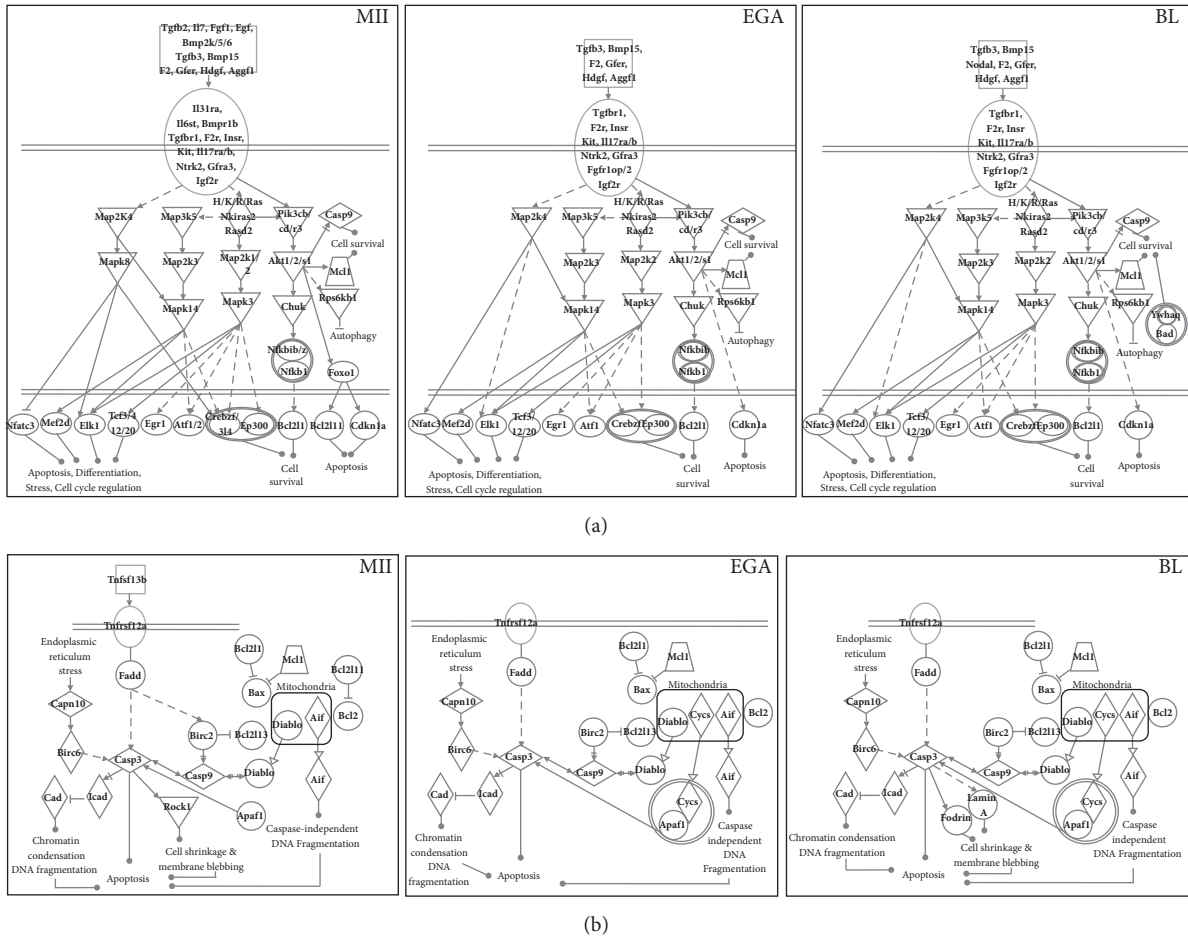 MII
Tgfb2, Il7, Fgf1, Egf,
Bmp2k/5/6
Tgfb3, Bmp15
F2, Gfer, Hdgf, Aggf1
Il31ra,
Il6st, Bmpr1b
Tgfbr1, F2r, Insr,
Kit, Il17ra/b,
Ntrk2, Gfra3,
Igf2r
H/K/R/Ras
Map2K4
Map3k5
Nkiras2
Rasd2
Pik3cb/
cd/r3
Casp9
Cell survival
Mapk8
Map2k3
Map2k1/
2
Akt1/2/s1
Mcl1
Mapk14
Mapk3
Chuk
Rps6kb1
Autophagy
Nfkbib/z
Nfkb1
Foxo1
Nfatc3
Mef2d
Elk1
Tcf3/4
12/20
Egr1
Atf1/2
Crebzf/
3l4
Ep300
Bcl2l1
Bcl2l11
Cdkn1a
Apoptosis, Differentiation,
Stress, Cell cycle regulation
Cell
survival
Apoptosis
EGA
Tgfb3, Bmp15,
F2, Gfer,
Hdgf, Aggf1
Tgfbr1,
F2r, Insr
Kit, Il17ra/b
Ntrk2, Gfra3
Fgfr1op/2
Igf2r
H/K/R/Ras
Map2k4
Map3k5
Nkiras2
Rasd2
Pik3cb/
cd/r3
Casp9
Cell survival
Map2k3
Map2k2
Akt1/2/s1
Mcl1
Mapk14
Mapk3
Chuk
Rps6kb1
Autophagy
Nfkbib
Nfkb1
Nfatc3
Mef2d
Elk1
Tcf3/
12/20
Egr1
Atf1
Crebzf
Ep300
Bcl2l1
Cdkn1a
Apoptosis, Differentiation,
Stress, Cell cycle regulation
Cell
survival
Apoptosis
BL
Tgfb3, Bmp15
Nodal, F2, Gfer,
Hdgf, Aggf1
Tgfbr1,
F2r, Insr
Kit, Il17ra/b
Ntrk2, Gfra3
Fgfr1op/2
Igf2r
H/K/R/Ras
Map2k4
Map3k5
Nkiras2
Rasd2
Pik3cb/
cd/r3
Casp9
Cell survival
Map2k3
Map2k2
Akt1/2/s1
Mcl1
Mapk14
Mapk3
Chuk
Rps6kb1
Ywhaq
Bad
Autophagy
Nfkbib
Nfkb1
Nfatc3
Mef2d
Elk1
Tcf3/
12/20
Egr1
Atf1
Crebzf
Ep300
Bcl2l1
Cdkn1a
Apoptosis, Differentiation,
Stress, Cell cycle regulation
Cell
survival
Apoptosis
(a)
MII
Tnfsf13b
Tnfrsf12a
Endoplasmic
reticulum
stress
Fadd
Bcl2l1
Mcl1
Bax
Bcl2l11
Mitochondria
Capn10
Diablo
Aif
Bcl2
Birc6
Birc2
Bcl2l13
Casp3
Casp9
Diablo
Aif
Cad
Icad
Rock1
Apaf1
Chromatin
condensation
DNA fragmentation
Cell shrinkage &
membrane blebbing
Caspase-independent
DNA Fragmentation
Apoptosis
EGA
Tnfrsf12a
Endoplasmic
reticulum
stress
Fadd
Bcl2l1
Mcl1
Bax
Mitochondria
Capn10
Diablo
Cycs
Aif
Bcl2
Birc6
Birc2
Bcl2l13
Casp3
Casp9
Diablo
Aif
Cad
Icad
Cycs
Apaf1
Chromatin
condensation
DNA
fragmentation
Caspase
independent
DNA
Fragmentation
Apoptosis
BL
Tnfrsf12a
Endoplasmic
reticulum
stress
Fadd
Bcl2l1
Mcl1
Bax
Mitochondria
Capn10
Diablo
Cycs
Aif
Bcl2
Birc6
Birc2
Bcl2l13
Casp3
Casp9
Diablo
Aif
Cad
Icad
Lamin
A
Fodrin
Cycs
Apaf1
Chromatin
condensation
DNA fragmentation
Cell shrinkage &
membrane blebbing
Caspase
independent
DNA Fragmentation
Apoptosis
(b)